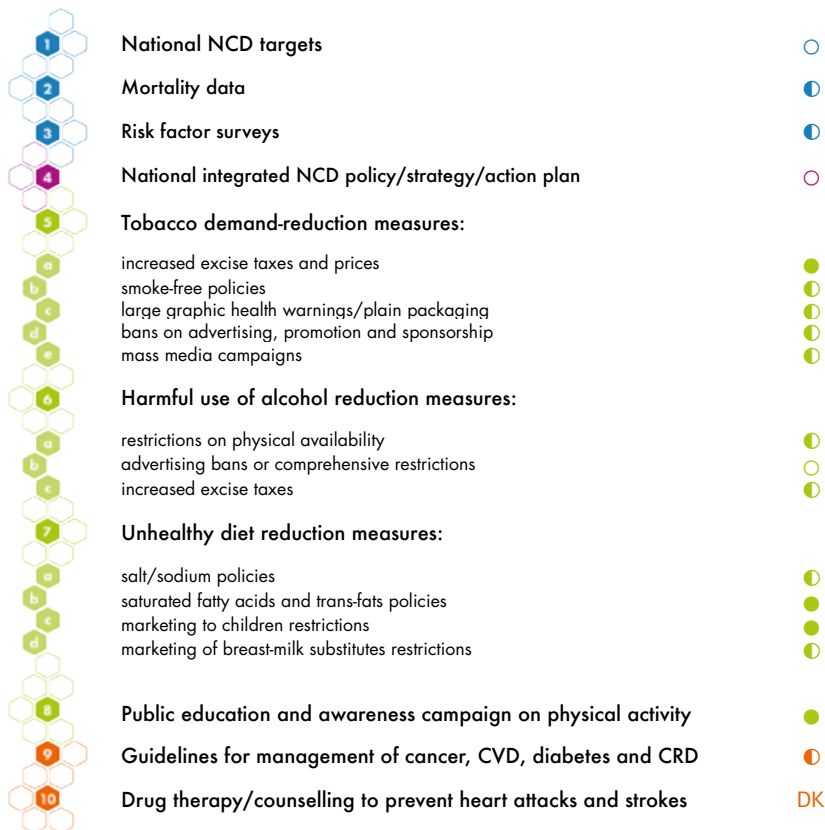 1 National NCD targets ○
2 Mortality data ◐
3 Risk factor surveys ◐
4 National integrated NCD policy/strategy/action plan ○
5 Tobacco demand-reduction measures:
a increased excise taxes and prices ●
b smoke-free policies ◐
c large graphic health warnings/plain packaging ◐
d bans on advertising, promotion and sponsorship ◐
e mass media campaigns ◐
6 Harmful use of alcohol reduction measures:
a restrictions on physical availability ◐
b advertising bans or comprehensive restrictions ○
c increased excise taxes ◐
7 Unhealthy diet reduction measures:
a salt/sodium policies ◐
b saturated fatty acids and trans-fats policies ●
c marketing to children restrictions ●
d marketing of breast-milk substitutes restrictions ◐
8 Public education and awareness campaign on physical activity ●
9 Guidelines for management of cancer, CVD, diabetes and CRD ◐
10 Drug therapy/counselling to prevent heart attacks and strokes DK